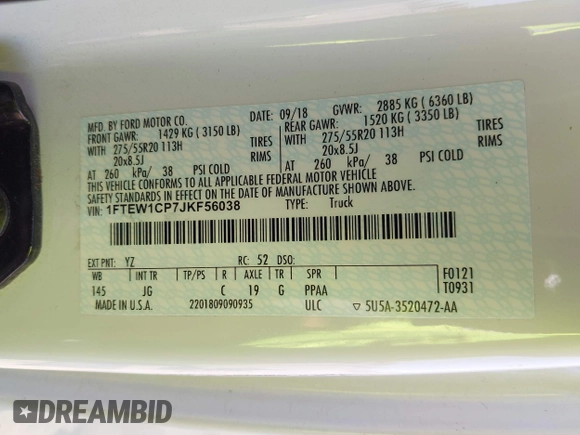 MFD. BY FORD MOTOR CO. DATE: 09/18 GVWR: 2885 KG ( 6360 LB)
FRONT GAWR: 1429 KG ( 3150 LB) REAR GAWR: 1520 KG ( 3350 LB)
WITH 275/55R20 113H TIRES WITH 275/55R20 113H TIRES
20x8.5J RIMS 20x8.5J RIMS
AT 260 kPa/ 38 PSI COLD AT 260 kPa/ 38 PSI COLD
THIS VEHICLE CONFORMS TO ALL APPLICABLE FEDERAL MOTOR VEHICLE
SAFETY STANDARDS IN EFFECT ON THE DATE OF MANUFACTURE SHOWN ABOVE.
VIN: 1FTEW1CP7JKF56038 TYPE: Truck
EXT PNT: YZ RC: 52 DSO:
WB INT TR TP/PS R AXLE TR SPR F0121
145 JG C 19 G PPAA T0931
MADE IN U.S.A. 2201809090935 ULC ▽ 5U5A-3520472-AA
DREAMBID